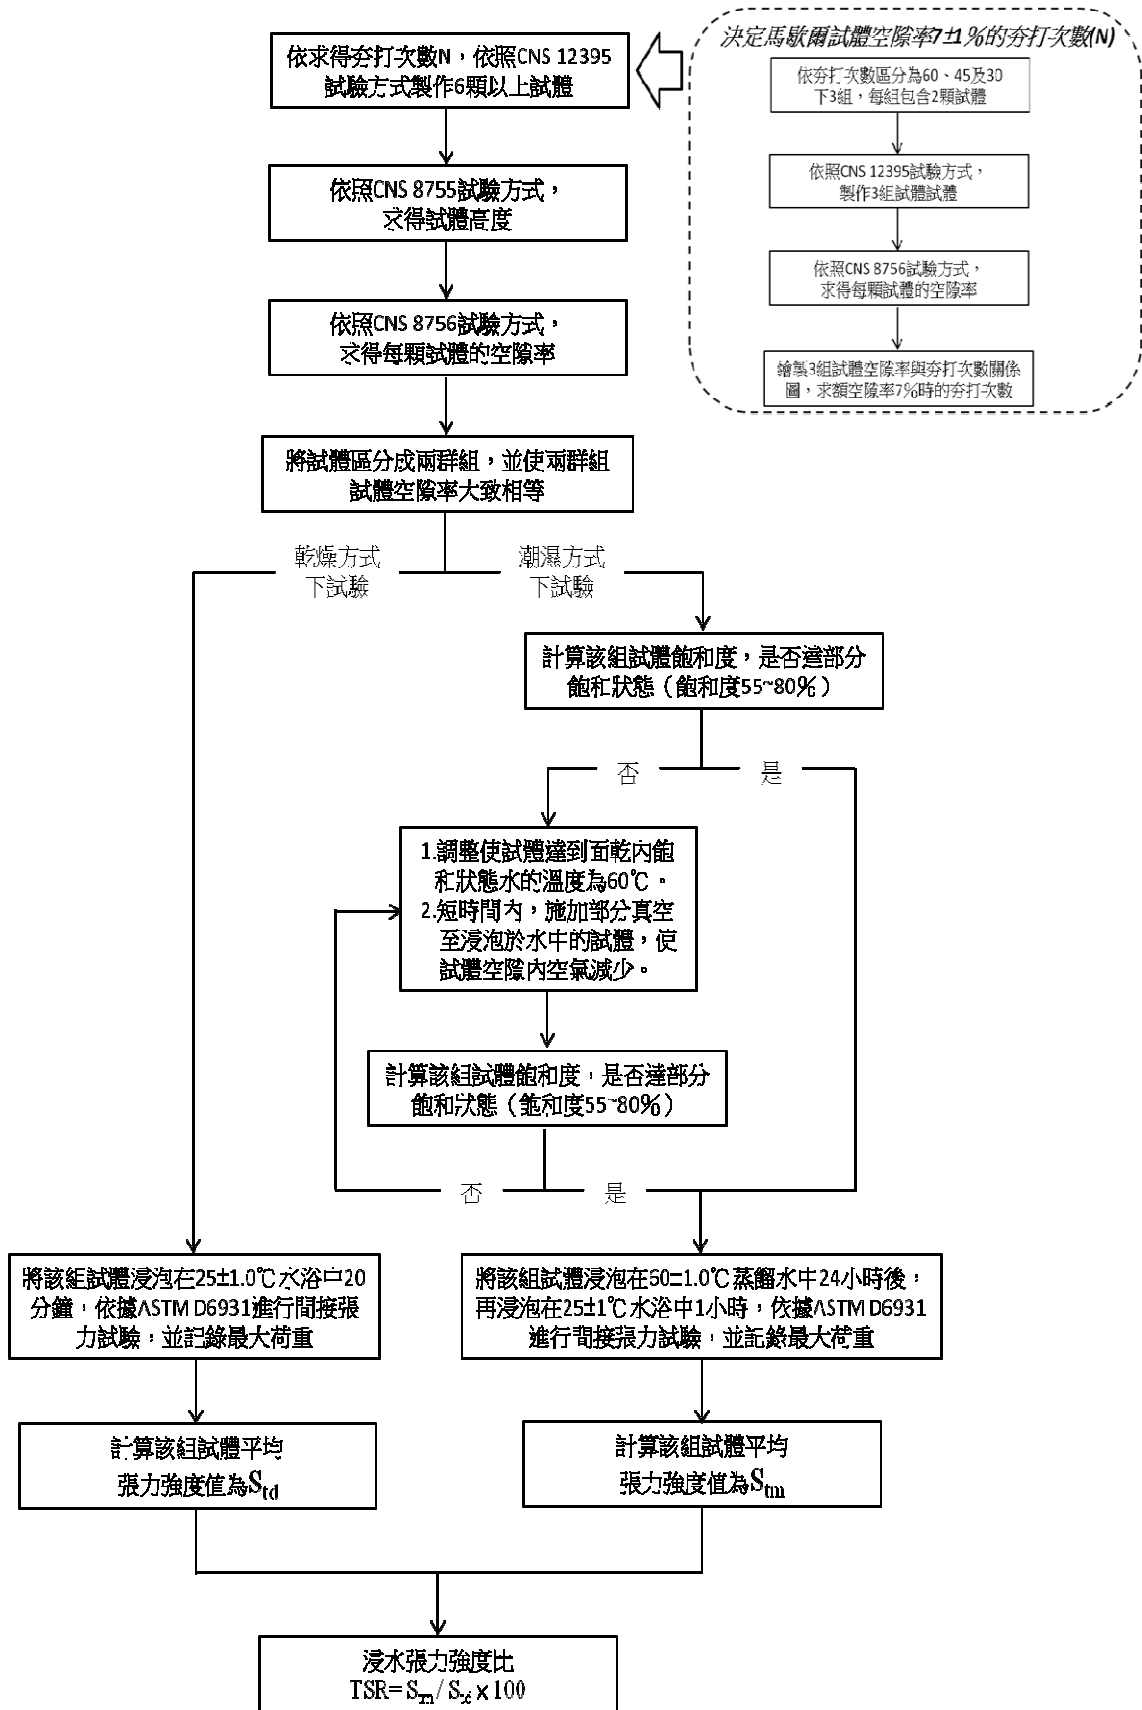 決定馬歇爾試體空隙率7±1%的夯打次數(N)
依夯打次數區分為60、45及30
下3組，每組包含2顆試體
依照CNS 12395試驗方式，
製作3組試體試體
依照CNS 8756試驗方式，
求得每顆試體的空隙率
繪製3組試體空隙率與夯打次數關係
圖，求額空隙率7%時的夯打次數
依求得夯打次數N，依照CNS 12395
試驗方式製作6顆以上試體
依照CNS 8755試驗方式，
求得試體高度
依照CNS 8756試驗方式，
求得每顆試體的空隙率
將試體區分成兩群組，並使兩群組
試體空隙率大致相等
乾燥方式
下試驗
潮濕方式
下試驗
計算該組試體飽和度，是否達部分
飽和狀態（飽和度55~80%）
否
是
1.調整使試體達到面乾內飽
和狀態水的溫度為60℃。
2.短時間內，施加部分真空
至浸泡於水中的試體，使
試體空隙內空氣減少。
計算該組試體飽和度，是否達部分
飽和狀態（飽和度55~80%）
否
是
將該組試體浸泡在25±1.0℃水浴中20
分鐘，依據ASTM D6931進行間接張
力試驗，並記錄最大荷重
將該組試體浸泡在60±1.0℃蒸餾水中24小時後，
再浸泡在25±1℃水浴中1小時，依據ASTM D6931
進行間接張力試驗，並記錄最大荷重
計算該組試體平均
張力強度值為Std
計算該組試體平均
張力強度值為Stm
浸水張力強度比
TSR= Stm / Std x 100